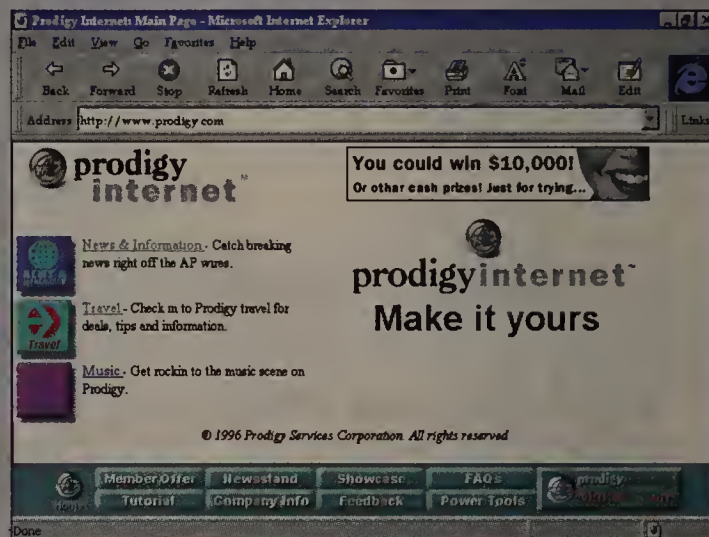 Prodigy Internet: Main Page - Microsoft Internet Explorer
File Edit View Go Favorites Help
Back Forward Stop Refresh Home Search Favorites Print Font Mail Edit
Address http://www.prodigy.com Links
prodigy
internet™
You could win $10,000!
Or other cash prizes! Just for trying...
News & Information - Catch breaking
news right off the AP wires.
Travel - Check in to Prodigy travel for
deals, tips and information.
Travel
Music - Get rockin to the music scene on
Prodigy.
prodigyinternet™
Make it yours
© 1996 Prodigy Services Corporation. All rights reserved
Member Offer Newsstand Showcase FAQs
Tutorial Company Info Feedback Power Tools
prodigy
Done